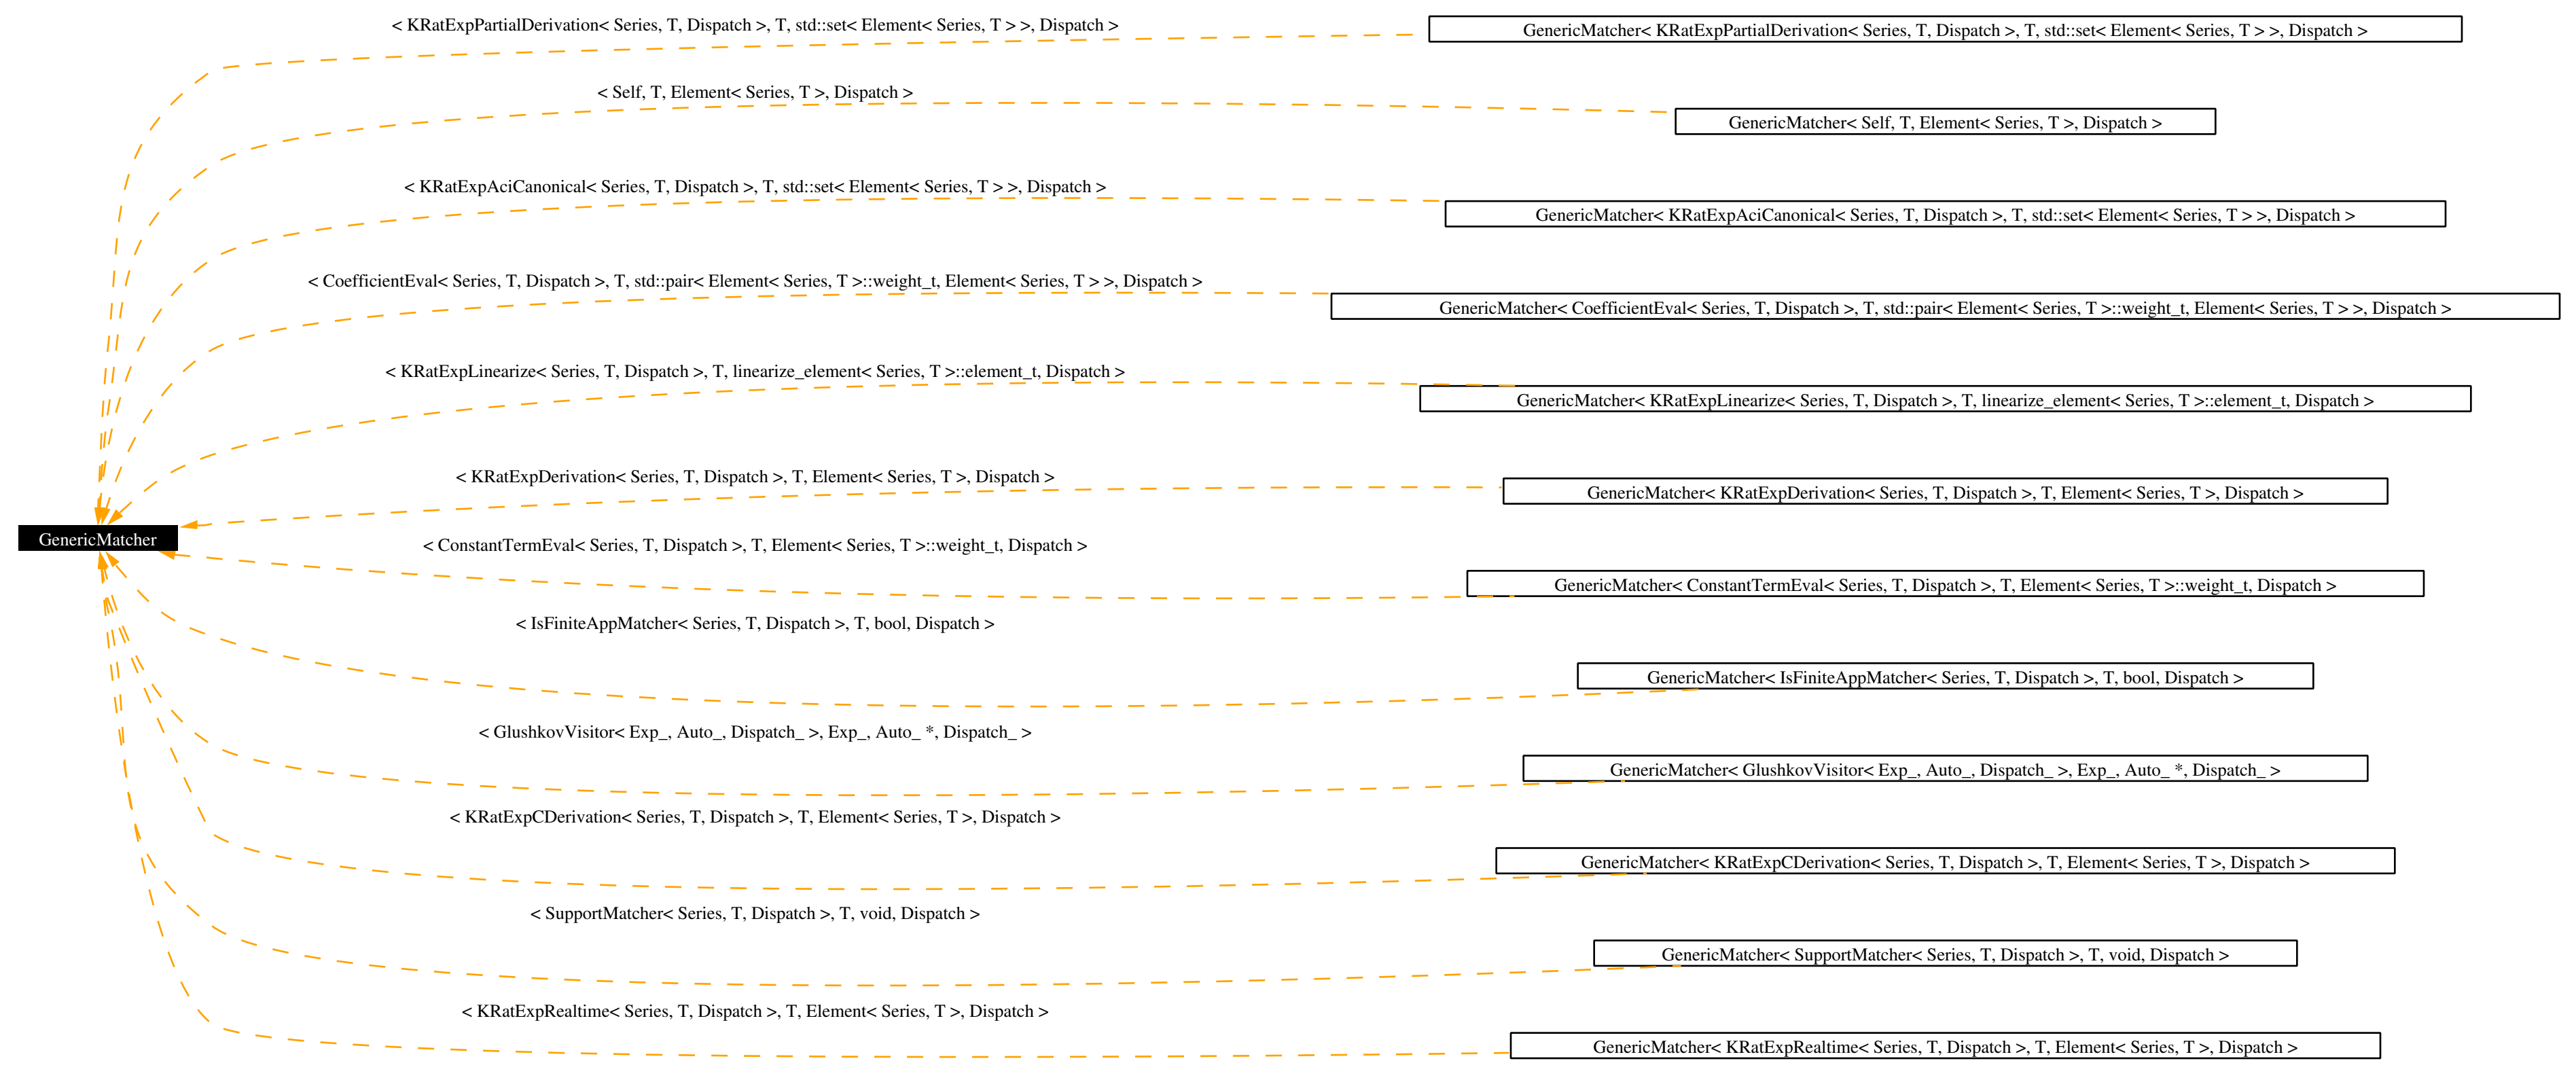 < KRatExpPartialDerivation< Series, T, Dispatch >, T, std::set< Element< Series, T > >, Dispatch >
GenericMatcher< KRatExpPartialDerivation< Series, T, Dispatch >, T, std::set< Element< Series, T > >, Dispatch >
< Self, T, Element< Series, T >, Dispatch >
GenericMatcher< Self, T, Element< Series, T >, Dispatch >
< KRatExpAciCanonical< Series, T, Dispatch >, T, std::set< Element< Series, T > >, Dispatch >
GenericMatcher< KRatExpAciCanonical< Series, T, Dispatch >, T, std::set< Element< Series, T > >, Dispatch >
< CoefficientEval< Series, T, Dispatch >, T, std::pair< Element< Series, T >::weight_t, Element< Series, T > >, Dispatch >
GenericMatcher< CoefficientEval< Series, T, Dispatch >, T, std::pair< Element< Series, T >::weight_t, Element< Series, T > >, Dispatch >
< KRatExpLinearize< Series, T, Dispatch >, T, linearize_element< Series, T >::element_t, Dispatch >
GenericMatcher< KRatExpLinearize< Series, T, Dispatch >, T, linearize_element< Series, T >::element_t, Dispatch >
< KRatExpDerivation< Series, T, Dispatch >, T, Element< Series, T >, Dispatch >
GenericMatcher< KRatExpDerivation< Series, T, Dispatch >, T, Element< Series, T >, Dispatch >
GenericMatcher
< ConstantTermEval< Series, T, Dispatch >, T, Element< Series, T >::weight_t, Dispatch >
GenericMatcher< ConstantTermEval< Series, T, Dispatch >, T, Element< Series, T >::weight_t, Dispatch >
< IsFiniteAppMatcher< Series, T, Dispatch >, T, bool, Dispatch >
GenericMatcher< IsFiniteAppMatcher< Series, T, Dispatch >, T, bool, Dispatch >
< GlushkovVisitor< Exp_, Auto_, Dispatch_ >, Exp_, Auto_ *, Dispatch_ >
GenericMatcher< GlushkovVisitor< Exp_, Auto_, Dispatch_ >, Exp_, Auto_ *, Dispatch_ >
< KRatExpCDerivation< Series, T, Dispatch >, T, Element< Series, T >, Dispatch >
GenericMatcher< KRatExpCDerivation< Series, T, Dispatch >, T, Element< Series, T >, Dispatch >
< SupportMatcher< Series, T, Dispatch >, T, void, Dispatch >
GenericMatcher< SupportMatcher< Series, T, Dispatch >, T, void, Dispatch >
< KRatExpRealtime< Series, T, Dispatch >, T, Element< Series, T >, Dispatch >
GenericMatcher< KRatExpRealtime< Series, T, Dispatch >, T, Element< Series, T >, Dispatch >